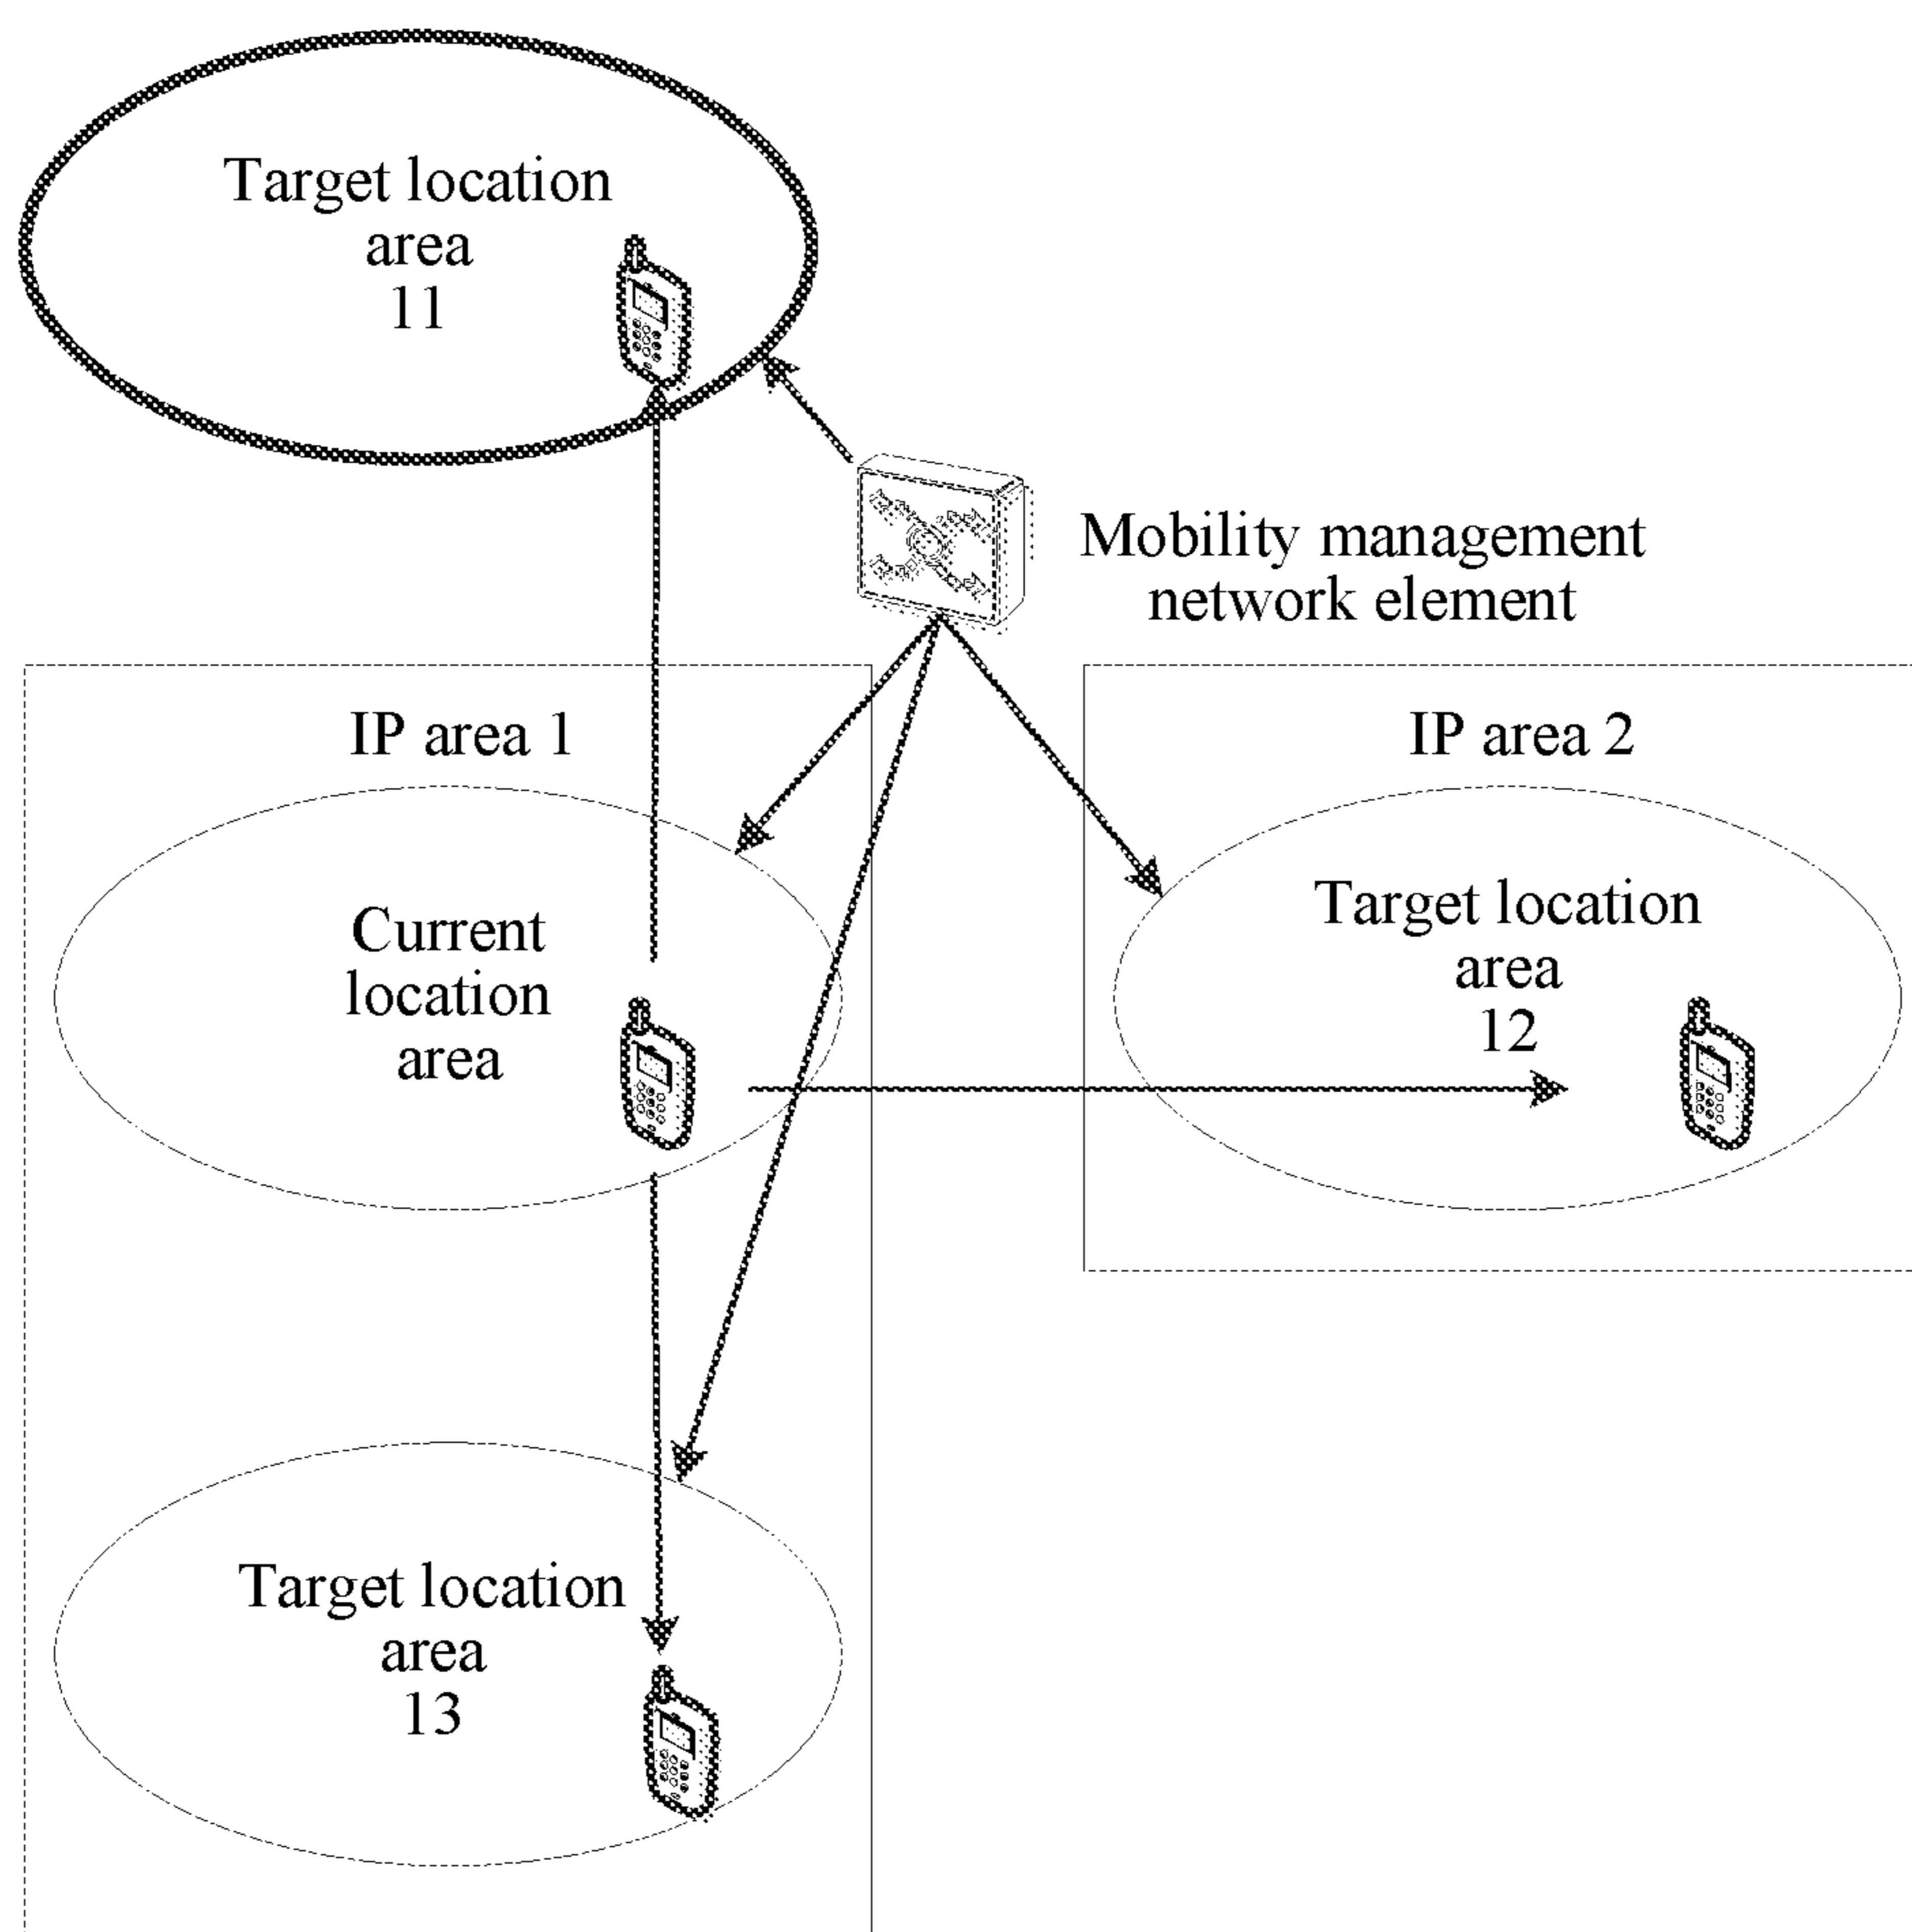 Target location
area
11
Mobility management
network element
IP area 1
IP area 2
Current
location
area
Target location
area
12
Target location
area
13